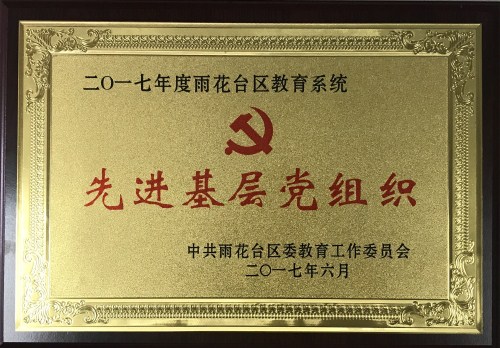 二〇一七年度雨花台区教育系统
先进基层党组织
中共雨花台区委教育工作委员会
二〇一七年六月